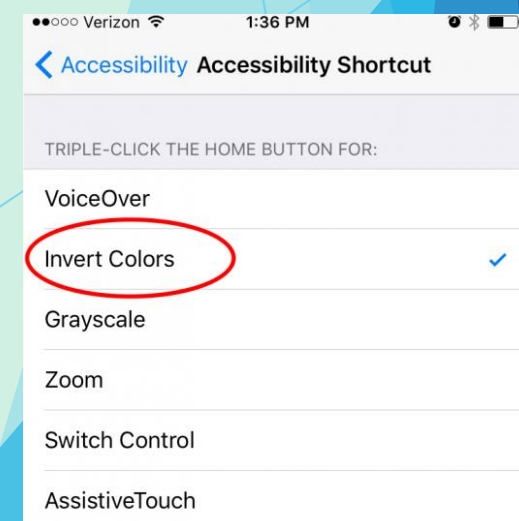 Verizon 1:36 PM
Accessibility Accessibility Shortcut
TRIPLE-CLICK THE HOME BUTTON FOR:
VoiceOver
Invert Colors
Grayscale
Zoom
Switch Control
AssistiveTouch